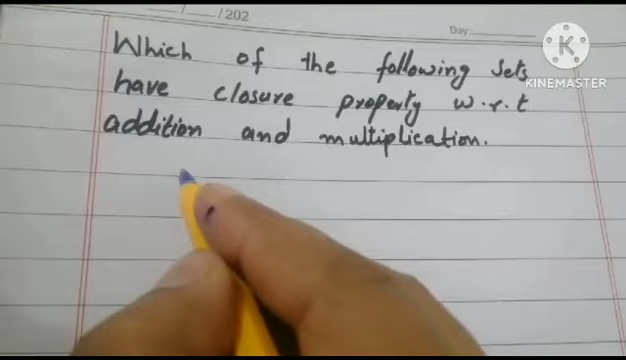 / /202
Day:
Which of the following sets
have closure property w.r.t
addition and multiplication.
K
KINEMASTER